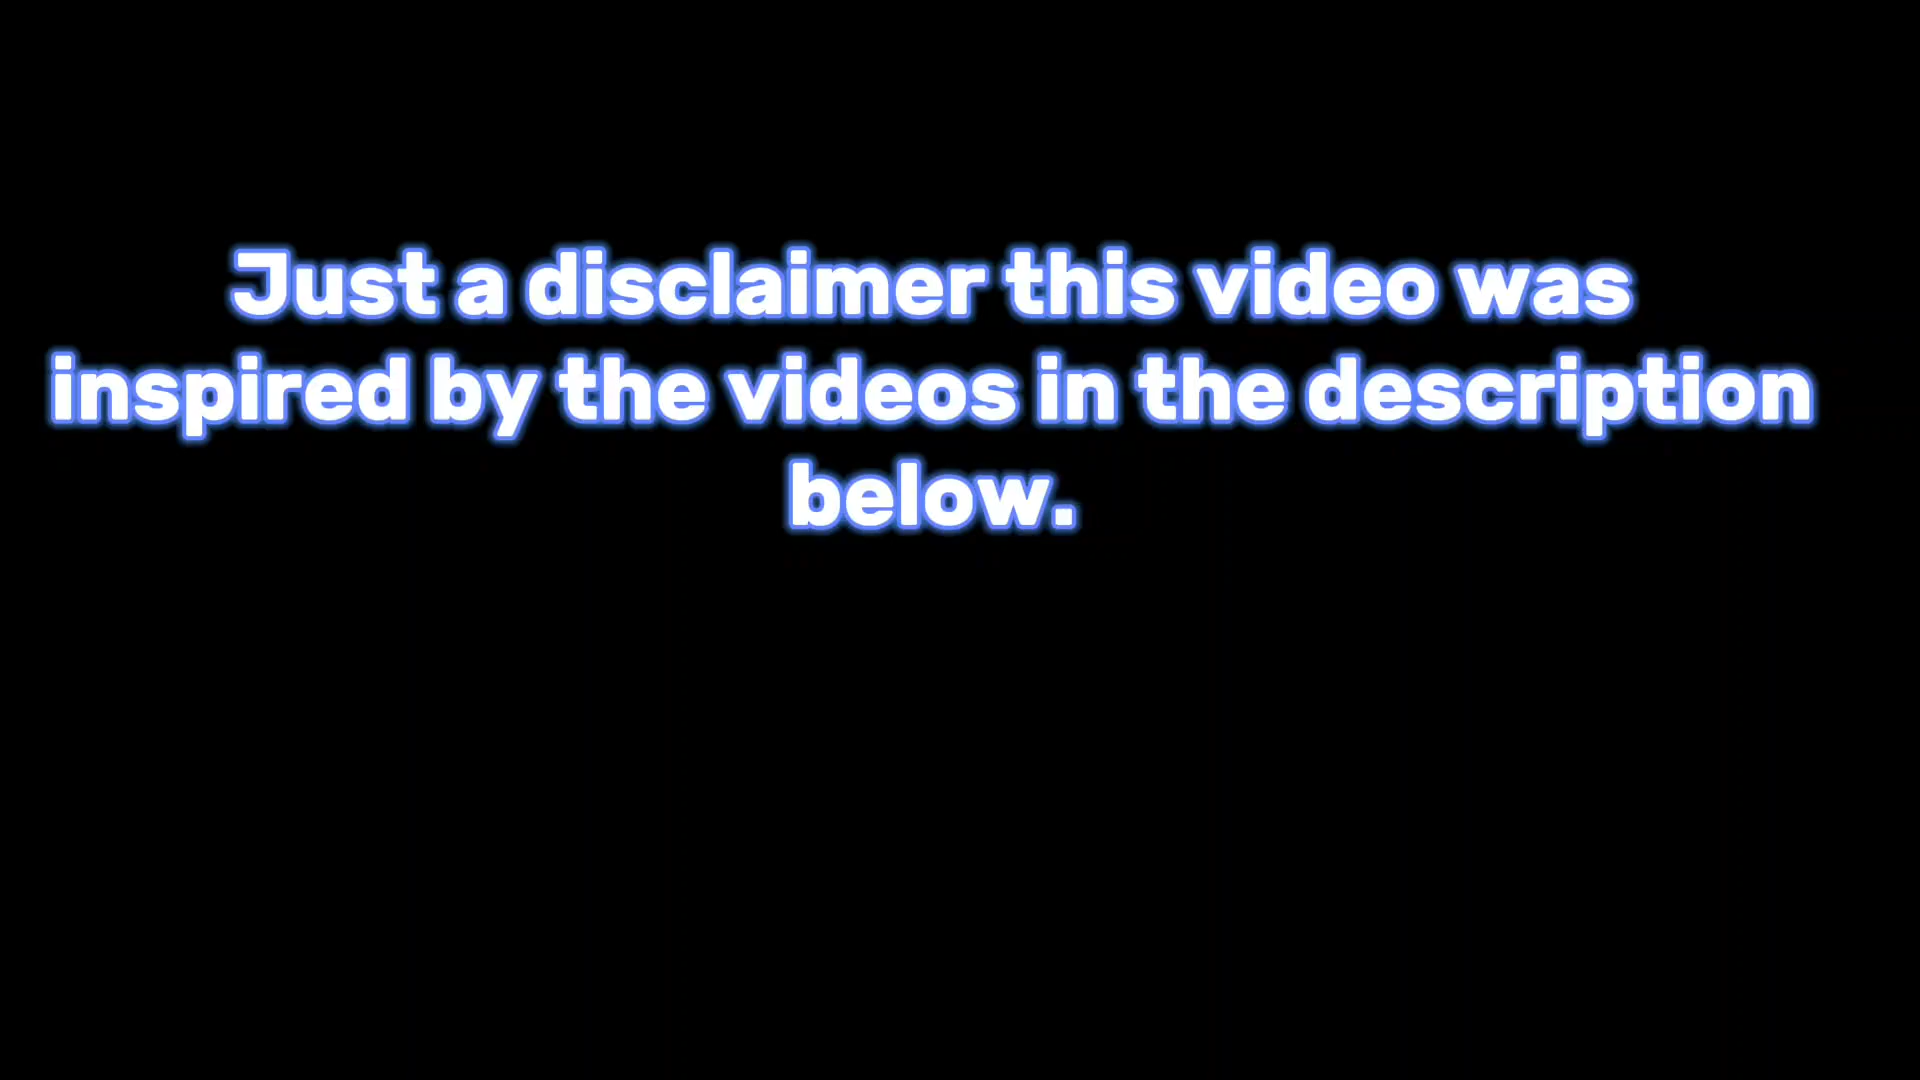 Just a disclaimer this video was
inspired by the videos in the description
below.